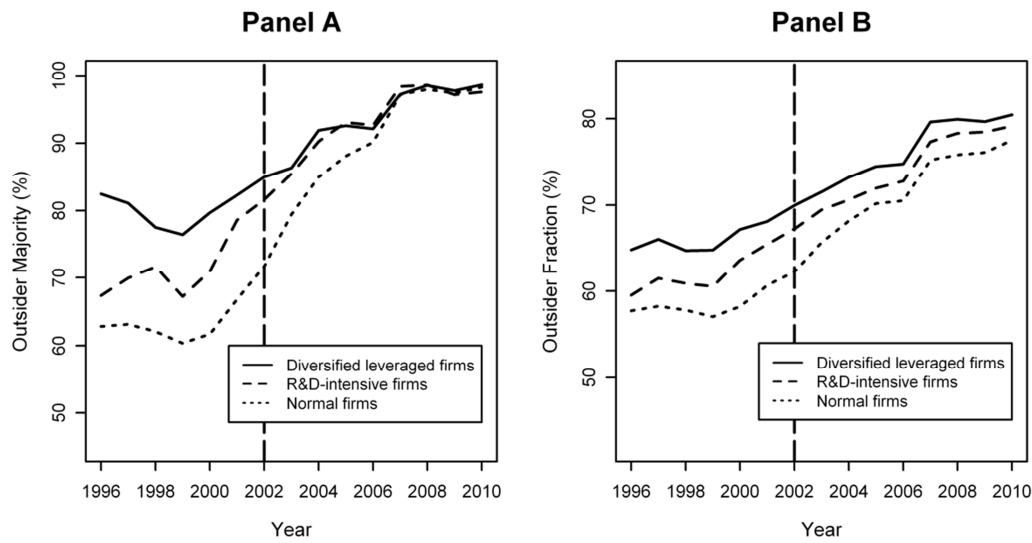 Panel A
Outsider Majority (%)
100
90
80
70
60
50
Diversified leveraged firms
R&D-intensive firms
Normal firms
1996 1998 2000 2002 2004 2006 2008 2010
Year
Panel B
Outsider Fraction (%)
80
70
60
50
Diversified leveraged firms
R&D-intensive firms
Normal firms
1996 1998 2000 2002 2004 2006 2008 2010
Year